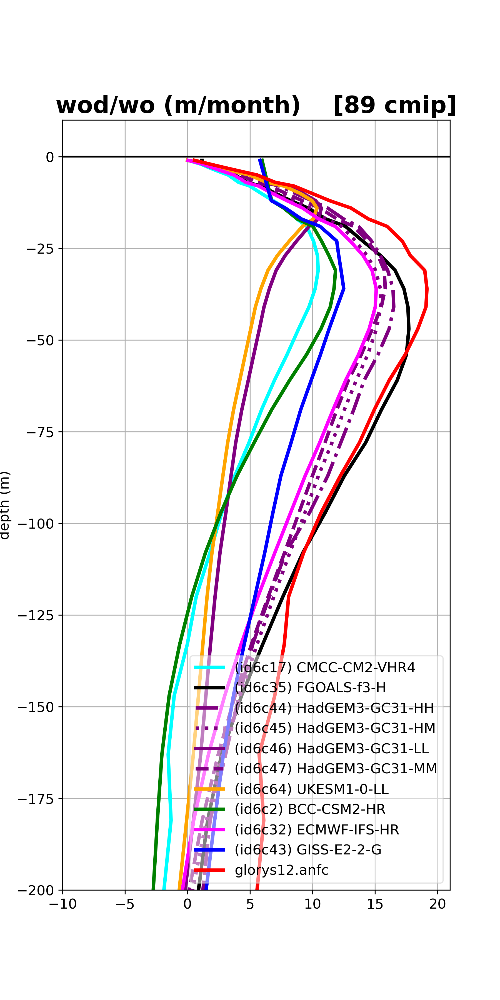 wod/wo (m/month) [89 cmip]
0
−25
−50
−75
−100
−125
−150
−175
−200
depth (m)
(id6c17) CMCC-CM2-VHR4
(id6c35) FGOALS-f3-H
(id6c44) HadGEM3-GC31-HH
(id6c45) HadGEM3-GC31-HM
(id6c46) HadGEM3-GC31-LL
(id6c47) HadGEM3-GC31-MM
(id6c64) UKESM1-0-LL
(id6c2) BCC-CSM2-HR
(id6c32) ECMWF-IFS-HR
(id6c43) GISS-E2-2-G
glorys12.anfc
−10 −5 0 5 10 15 20